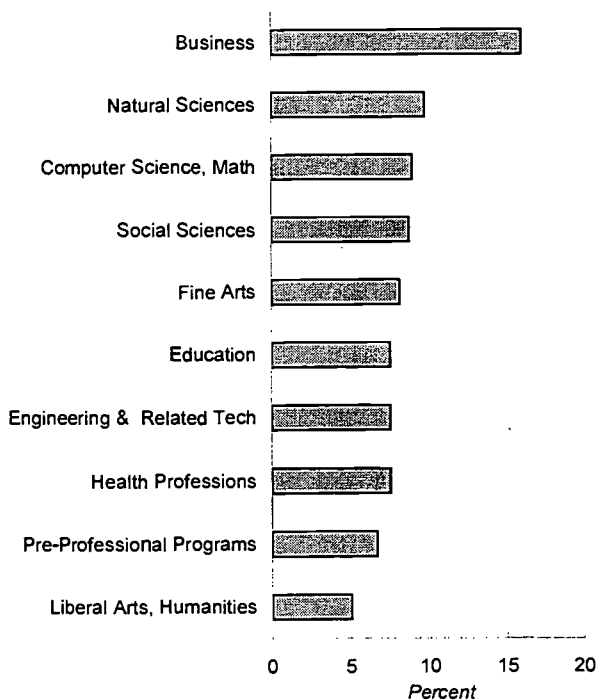 Business
Natural Sciences
Computer Science, Math
Social Sciences
Fine Arts
Education
Engineering & Related Tech
Health Professions
Pre-Professional Programs
Liberal Arts, Humanities
0 5 10 15 20
Percent